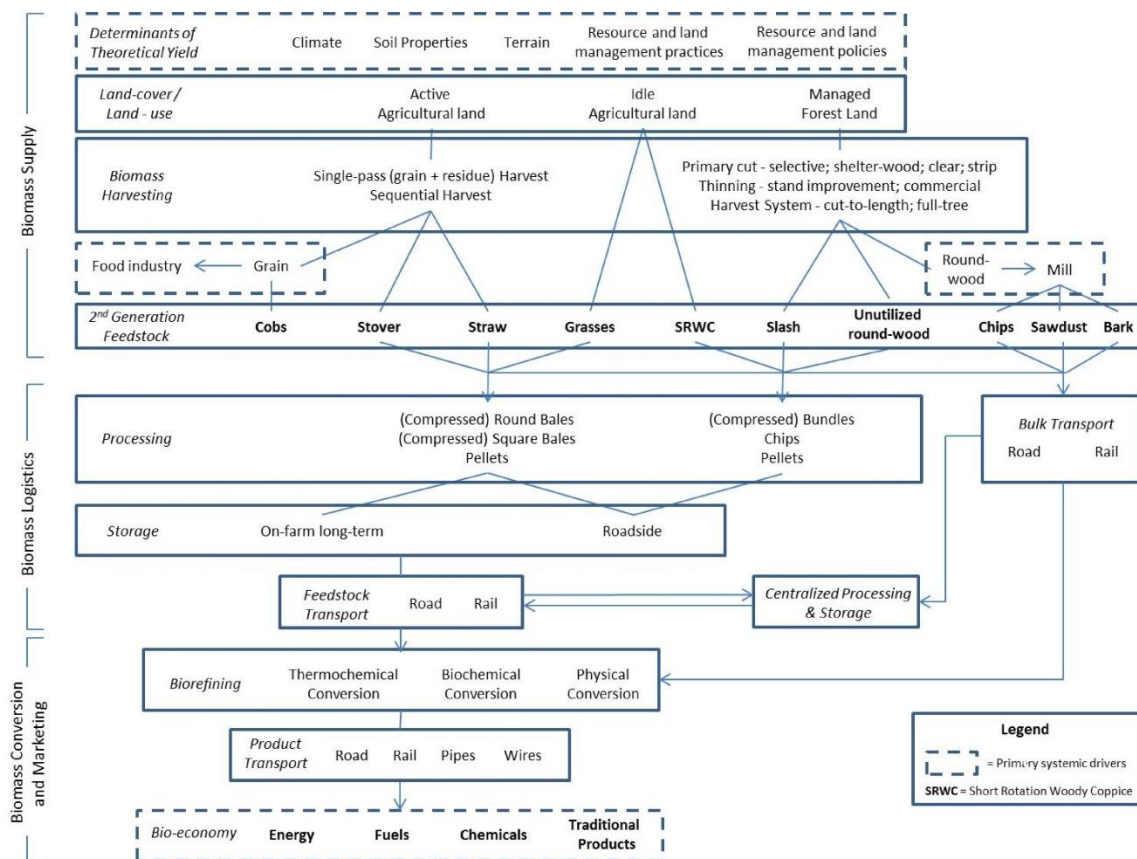 Biomass Supply
Determinants of
Theoretical Yield
Climate
Soil Properties
Terrain
Resource and land
management practices
Resource and land
management policies
Land-cover /
Land - use
Active
Agricultural land
Idle
Agricultural land
Managed
Forest Land
Biomass
Harvesting
Single-pass (grain + residue) Harvest
Sequential Harvest
Primary cut - selective; shelter-wood; clear; strip
Thinning - stand improvement; commercial
Harvest System - cut-to-length; full-tree
Food industry
Grain
Round-
wood
Mill
2nd Generation
Feedstock
Cobs
Stover
Straw
Grasses
SRWC
Slash
Unutilized
round-wood
Chips
Sawdust
Bark
Biomass Logistics
Processing
(Compressed) Round Bales
(Compressed) Square Bales
Pellets
(Compressed) Bundles
Chips
Pellets
Bulk Transport
Road
Rail
Storage
On-farm long-term
Roadside
Feedstock
Transport
Road
Rail
Centralized Processing
& Storage
Biomass Conversion
and Marketing
Biorefining
Thermochemical
Conversion
Biochemical
Conversion
Physical
Conversion
Product
Transport
Road
Rail
Pipes
Wires
Bio-economy
Energy
Fuels
Chemicals
Traditional
Products
Legend
= Primary systemic drivers
SRWC = Short Rotation Woody Coppice